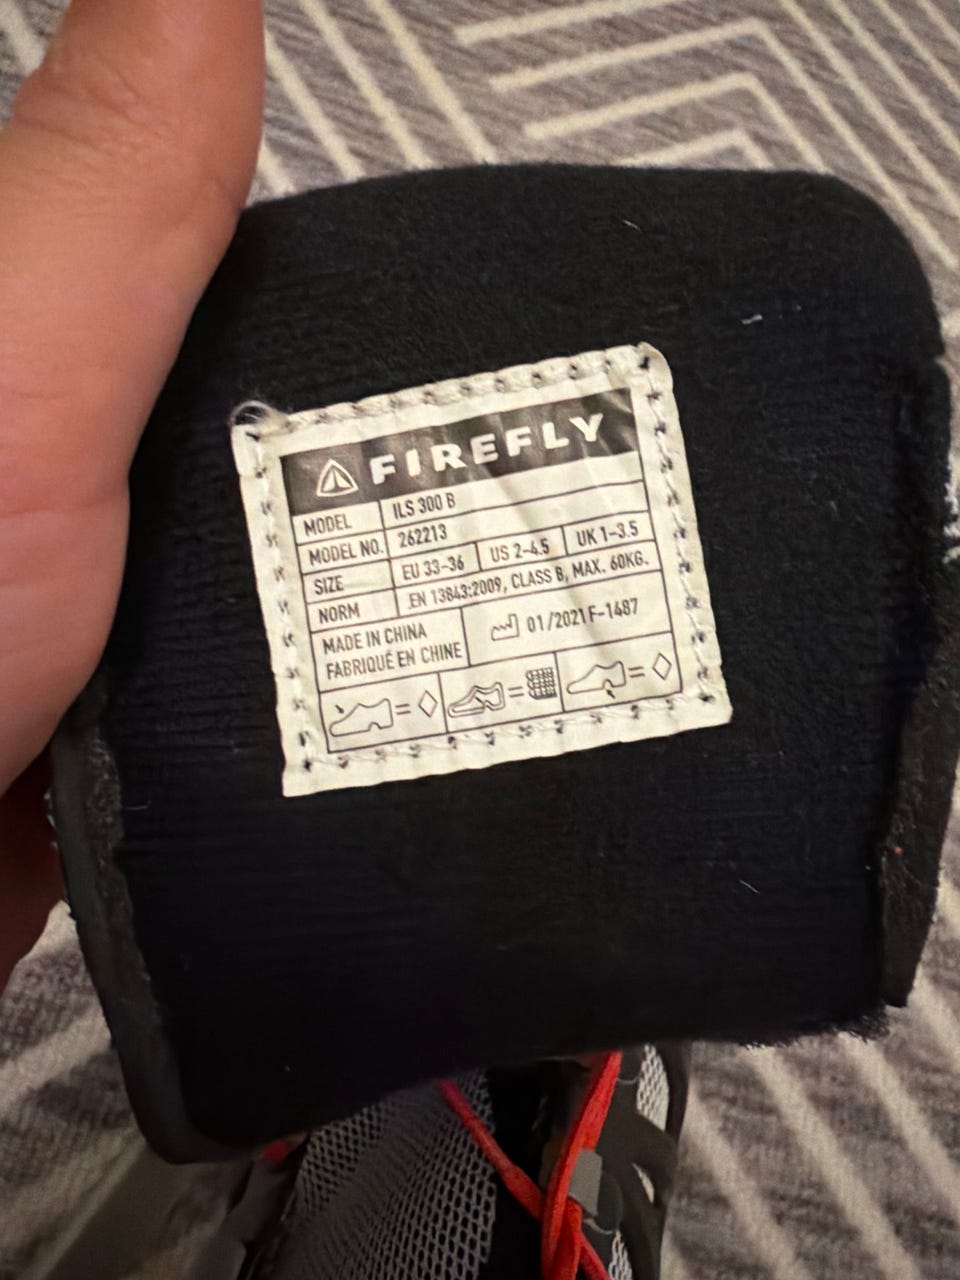 FIREFLY
MODEL ILS 300 B
MODEL NO. 262213
SIZE EU 33-36 US 2-4.5 UK 1-3.5
NORM EN 13843:2009, CLASS B, MAX. 60KG.
MADE IN CHINA
FABRIQUÉ EN CHINE
01/2021 F-1487
= = =